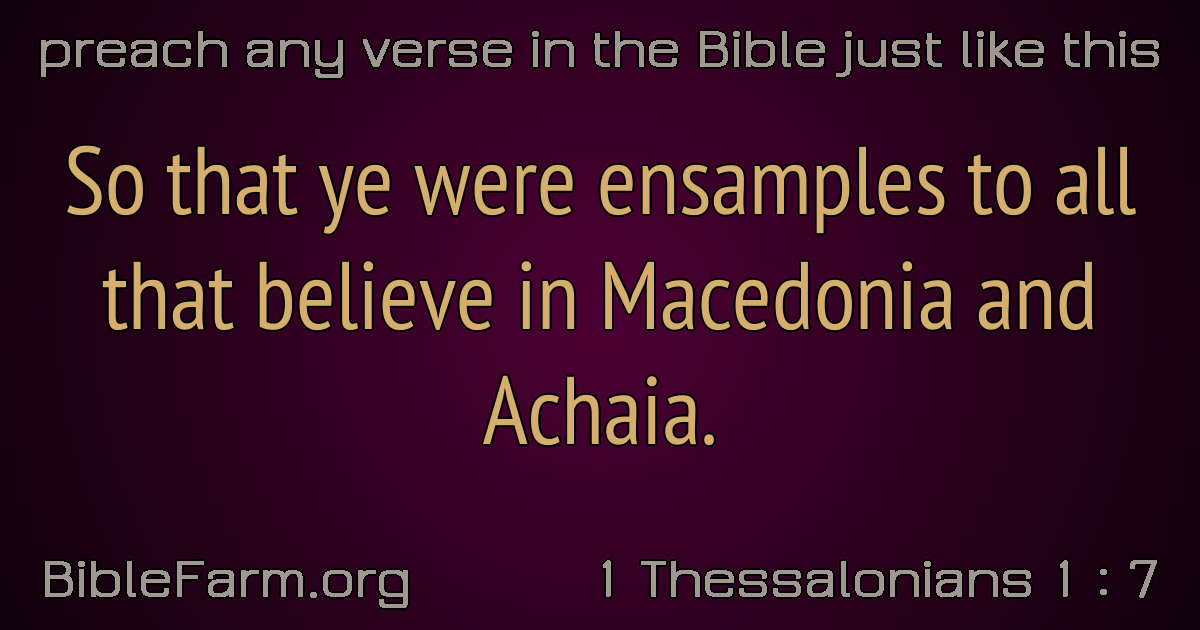 preach any verse in the Bible just like this
So that ye were ensamples to all
that believe in Macedonia and
Achaia.
BibleFarm.org
1 Thessalonians 1 : 7